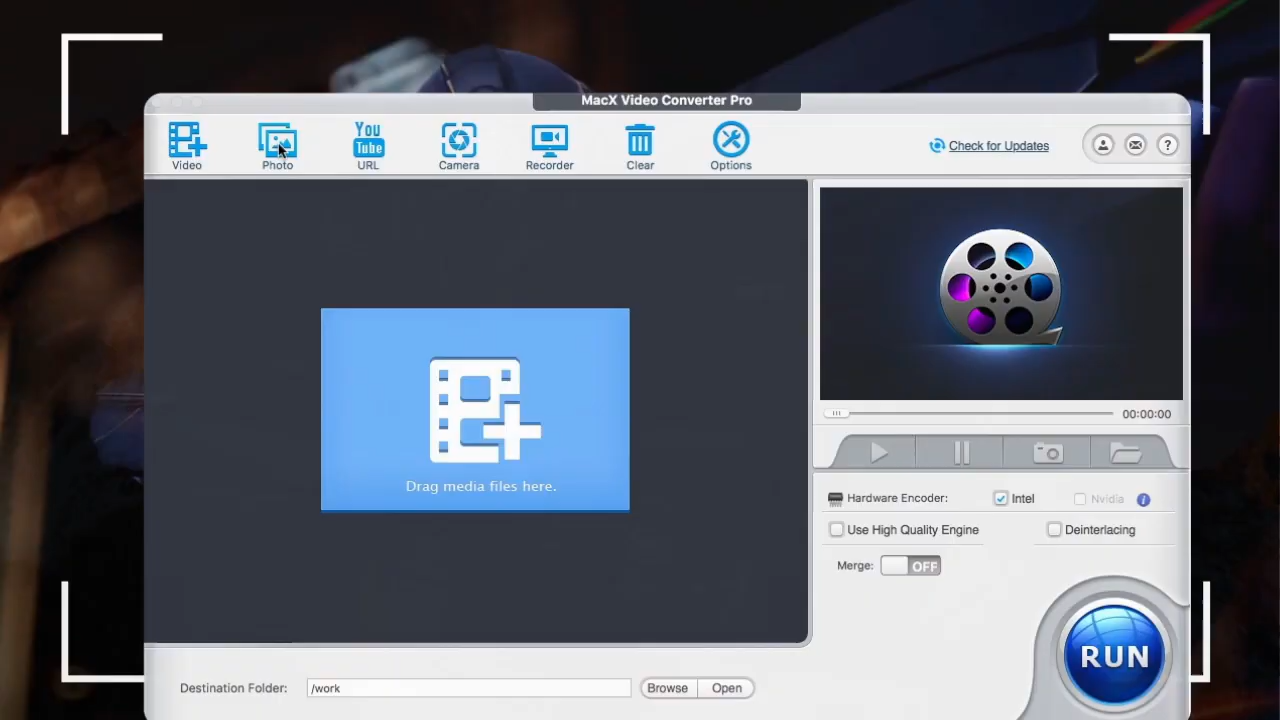 MacX Video Converter Pro
You
Tube
Video
Photo
URL
Camera
Recorder
Clear
Options
Check for Updates
?
Drag media files here.
00:00:00
Hardware Encoder:
Intel
Nvidia
i
Use High Quality Engine
Deinterlacing
Merge:
OFF
RUN
Destination Folder:
/work
Browse
Open